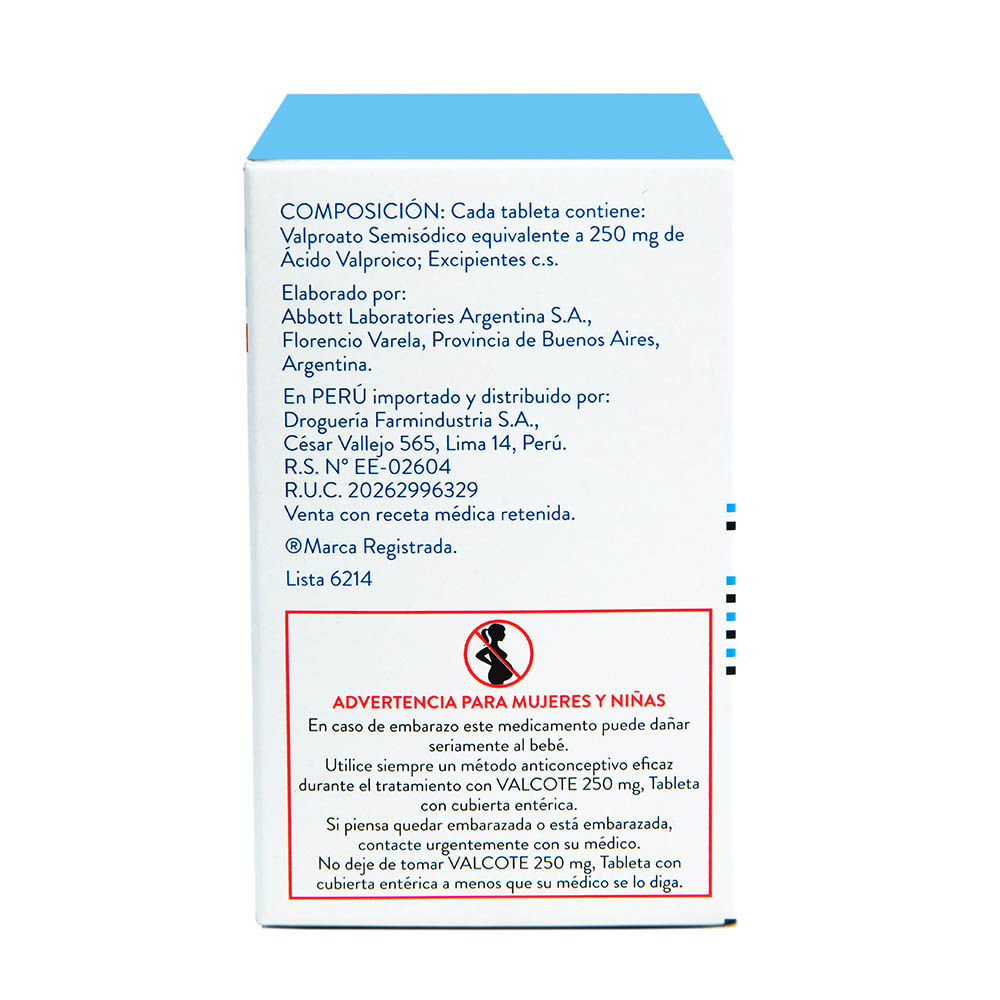 COMPOSICIÓN: Cada tableta contiene:
Valproato Semisódico equivalente a 250 mg de
Ácido Valproico; Excipientes c.s.
Elaborado por:
Abbott Laboratories Argentina S.A.,
Florencio Varela, Provincia de Buenos Aires,
Argentina.
En PERÚ importado y distribuido por:
Droguería Farmindustria S.A.,
César Vallejo 565, Lima 14, Perú.
R.S. N° EE-02604
R.U.C. 20262996329
Venta con receta médica retenida.
®Marca Registrada.
Lista 6214
ADVERTENCIA PARA MUJERES Y NIÑAS
En caso de embarazo este medicamento puede dañar
seriamente al bebé.
Utilice siempre un método anticonceptivo eficaz
durante el tratamiento con VALCOTE 250 mg, Tableta
con cubierta entérica.
Si piensa quedar embarazada o está embarazada,
contacte urgentemente con su médico.
No deje de tomar VALCOTE 250 mg, Tableta con
cubierta entérica a menos que su médico se lo diga.